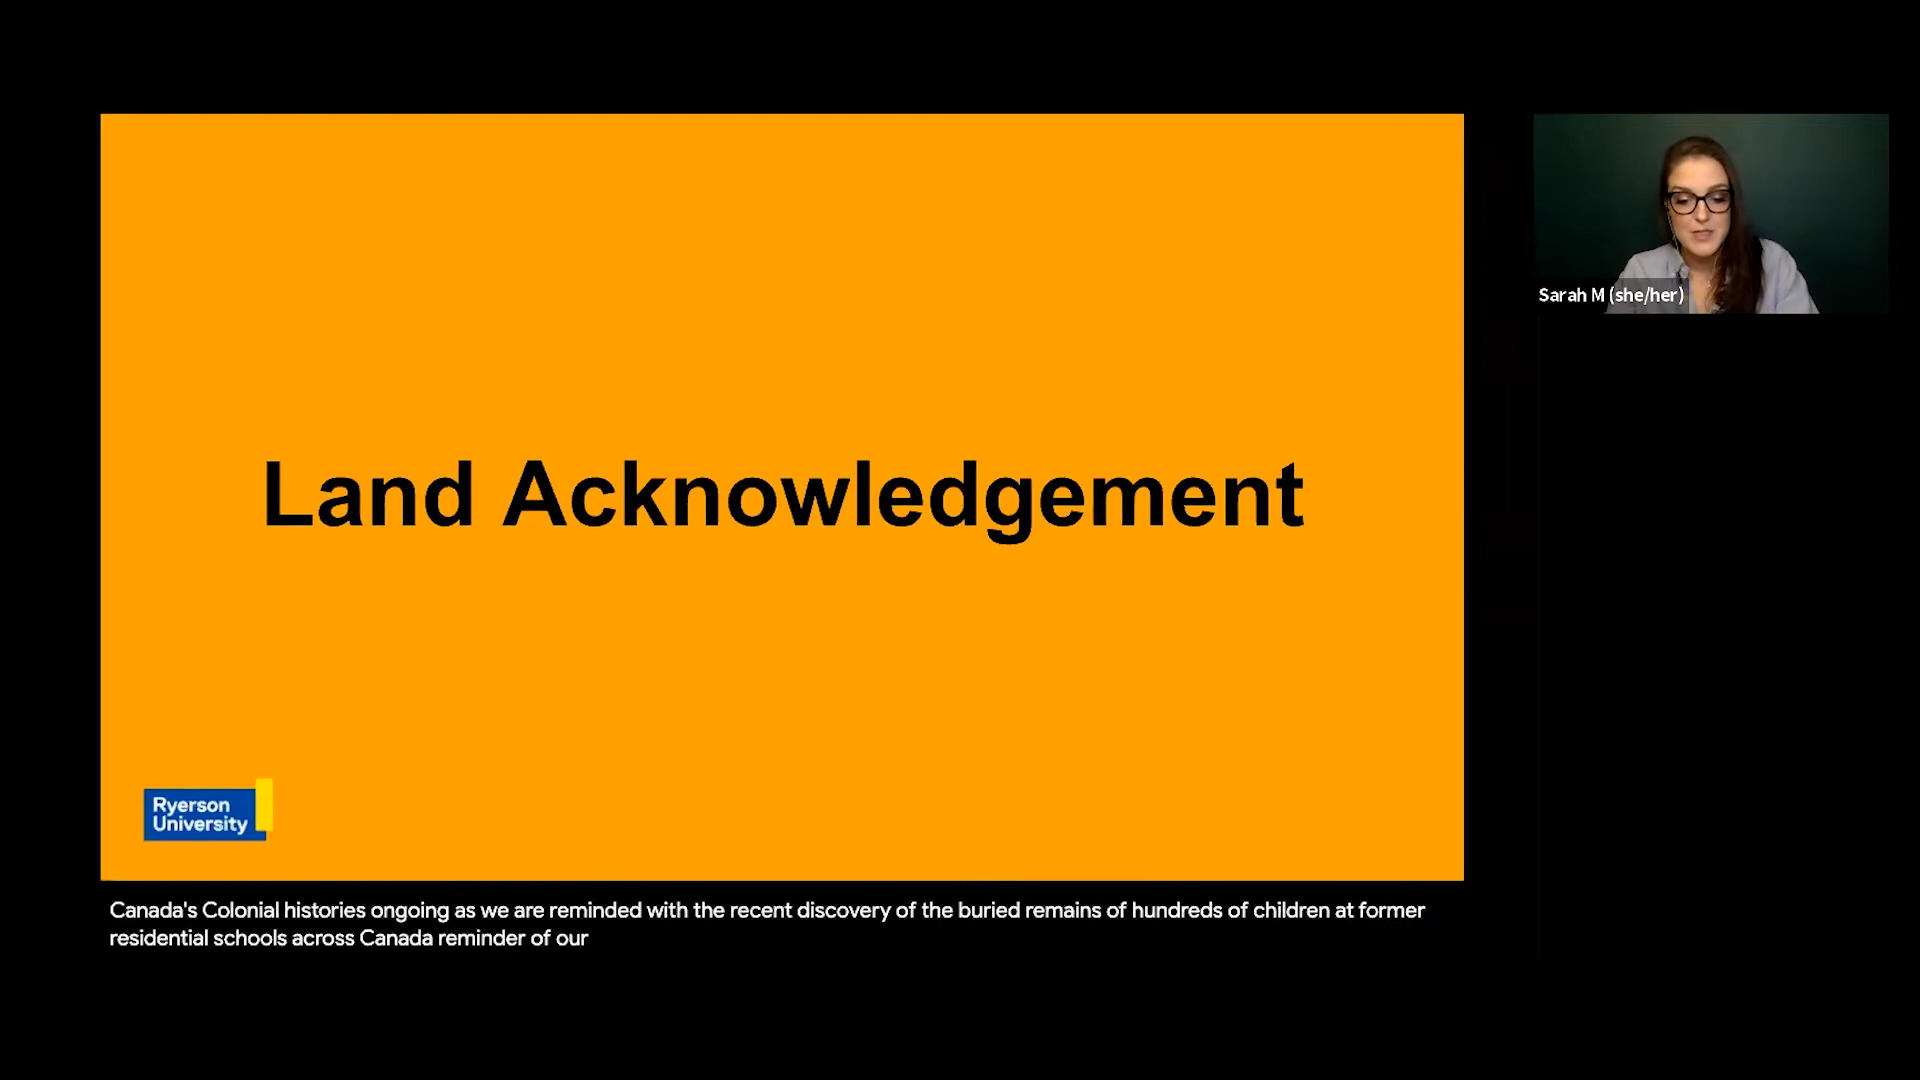 Land Acknowledgement
Sarah M (she/her)
Ryerson
University
Canada's Colonial histories ongoing as we are reminded with the recent discovery of the buried remains of hundreds of children at former
residential schools across Canada reminder of our